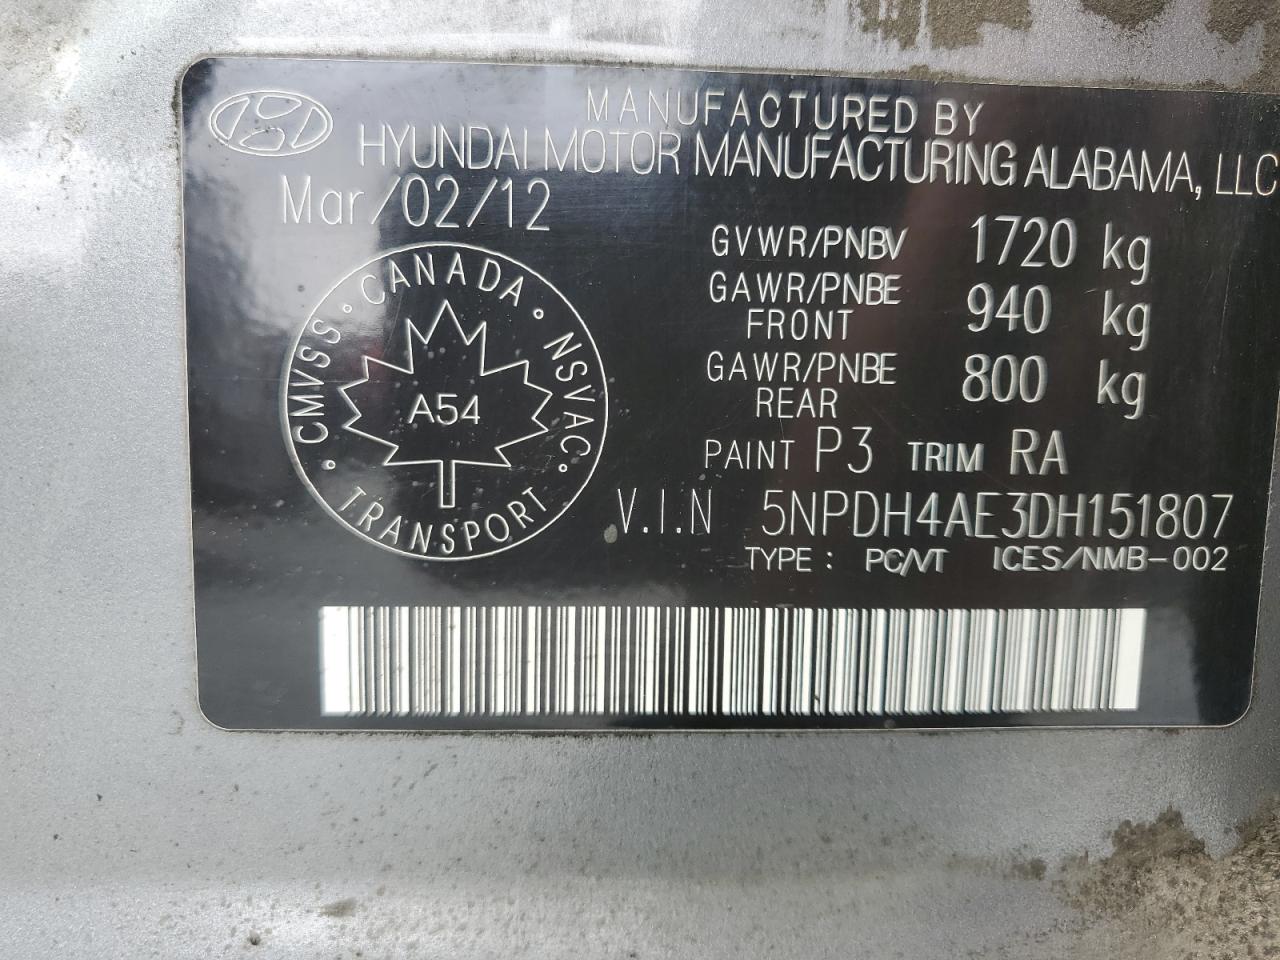 MANUFACTURED BY
HYUNDAI MOTOR MANUFACTURING ALABAMA, LLC
Mar/02/12
GVWR/PNBV 1720 kg
GAWR/PNBE FRONT 940 kg
GAWR/PNBE REAR 800 kg
CMVSS · CANADA · NSVAC · TRANSPORT
A54
PAINT P3 TRIM RA
V.I.N 5NPDH4AE3DH151807
TYPE : PC/VT ICES/NMB-002